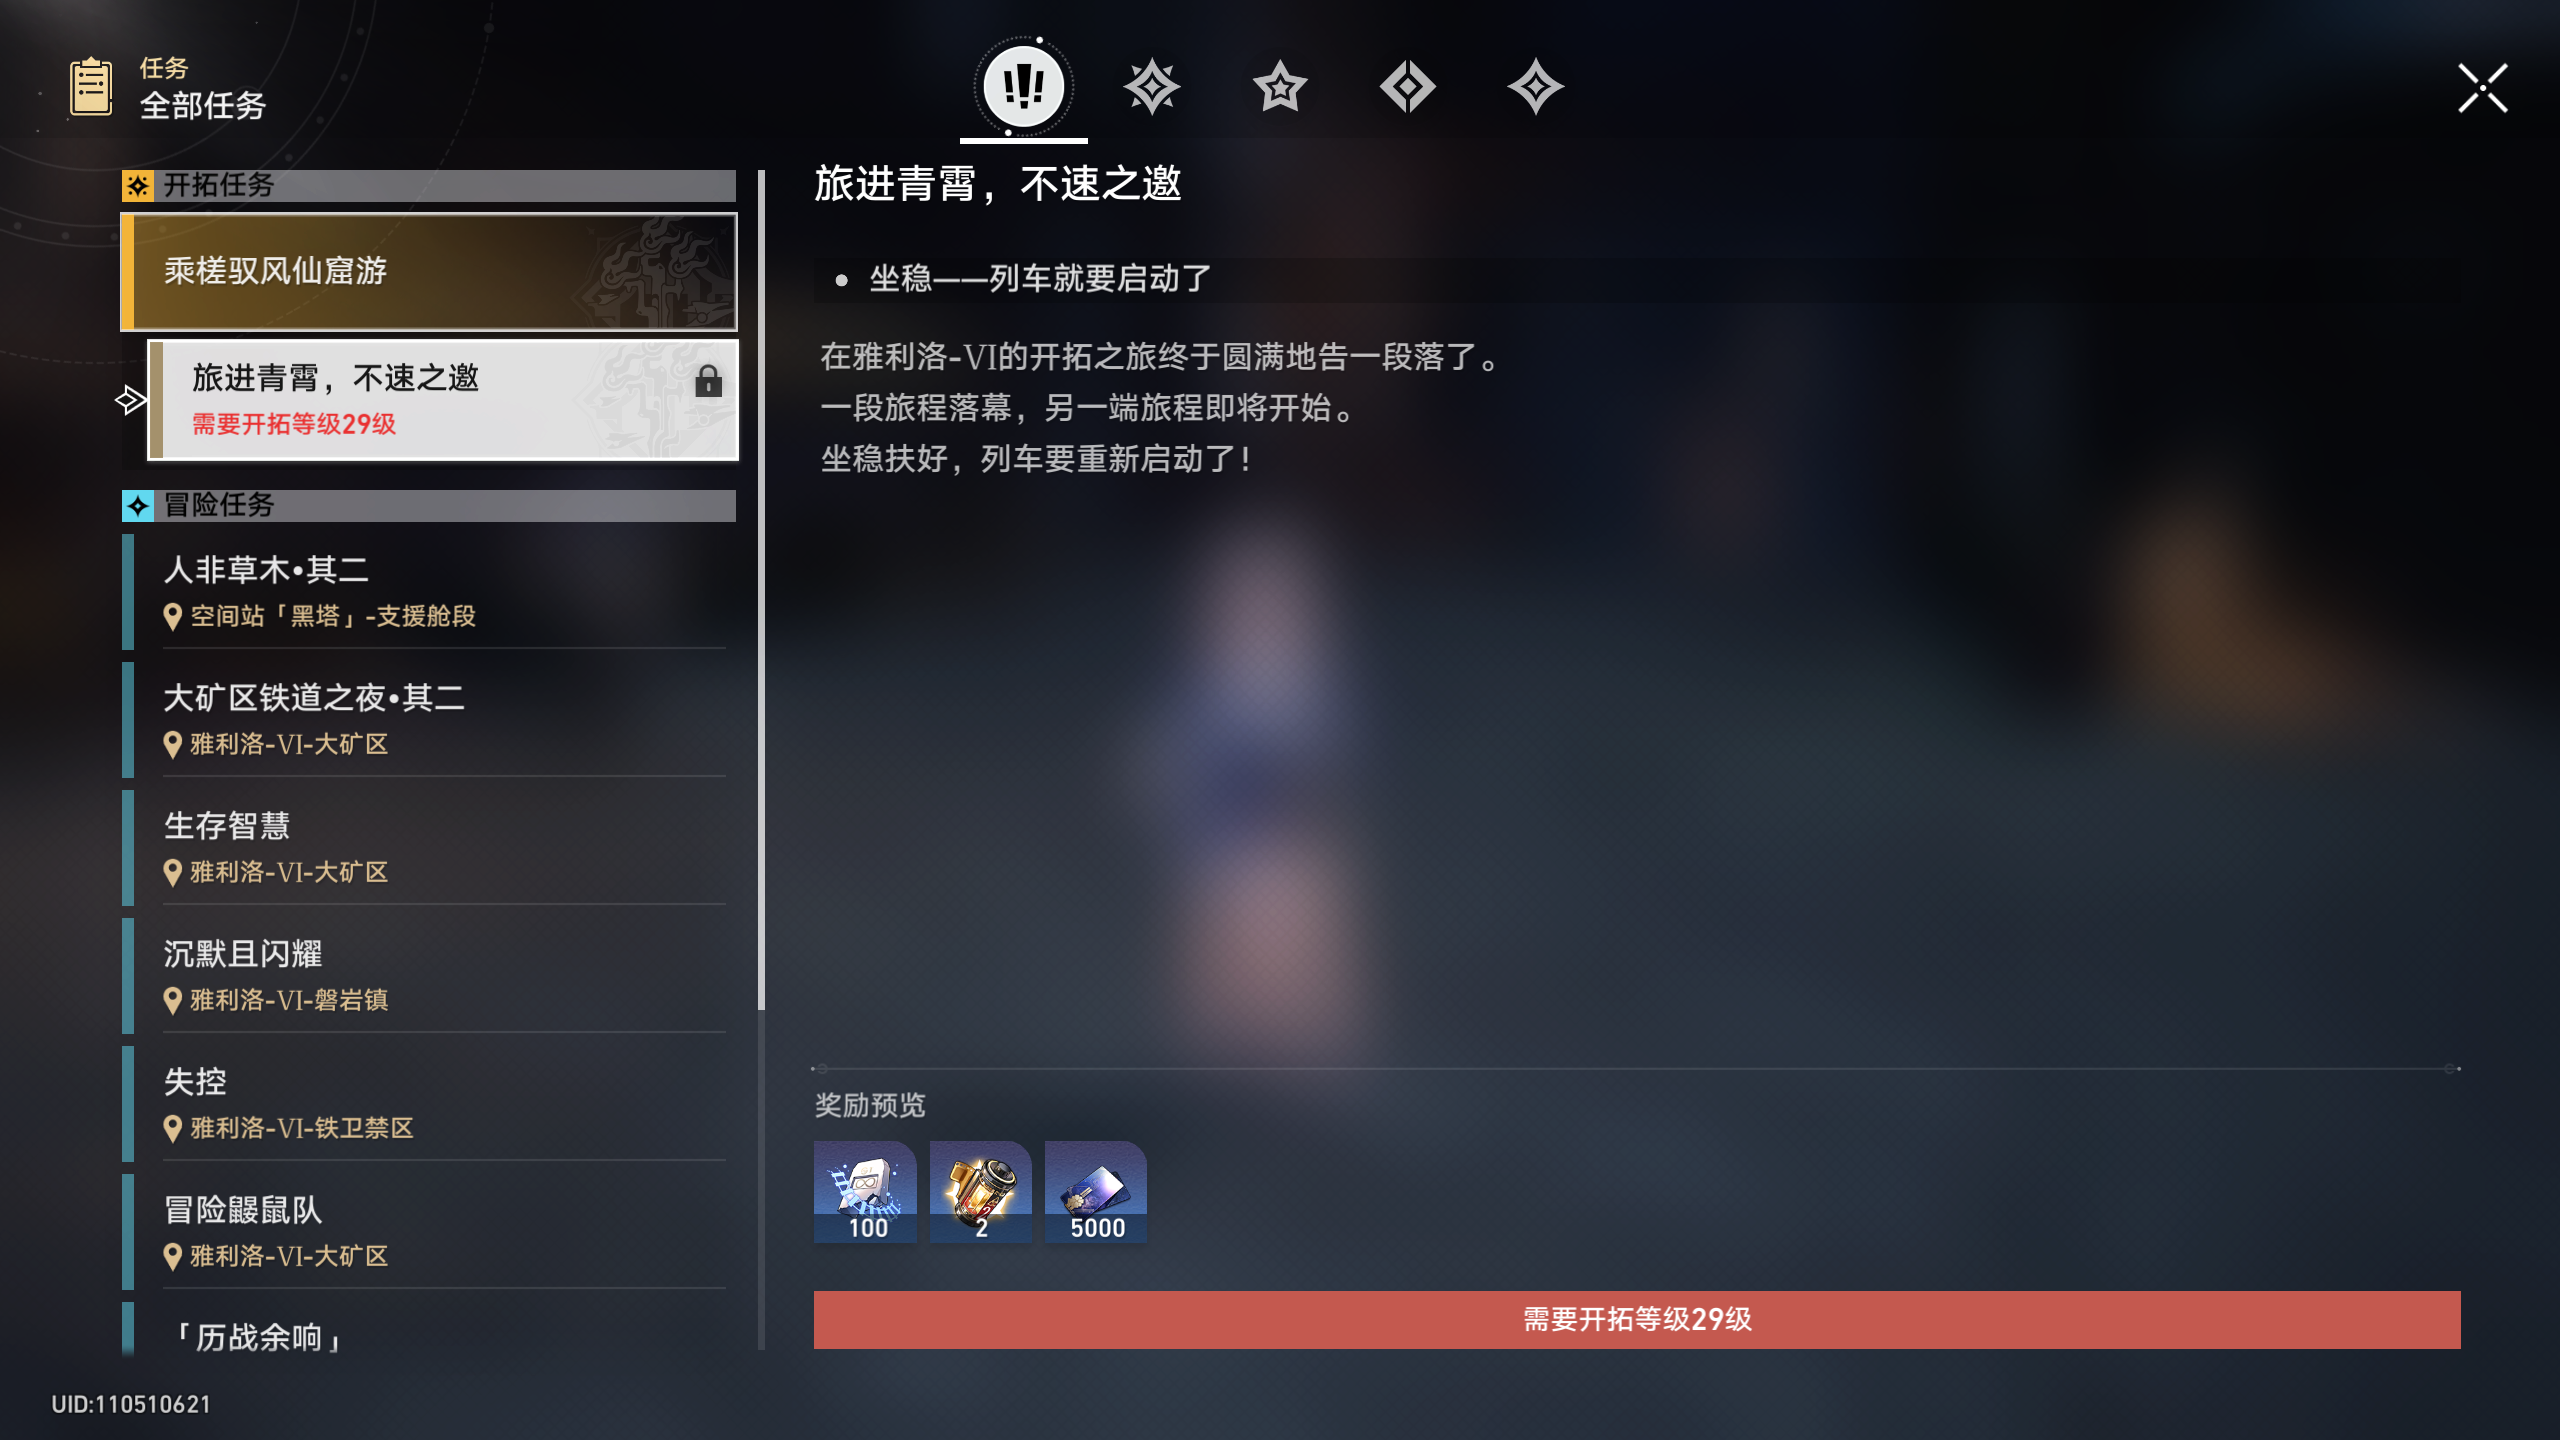 任务
全部任务
开拓任务
乘槎驭风仙窟游
旅进青霄，不速之邀
需要开拓等级29级
冒险任务
人非草木•其二
空间站「黑塔」-支援舱段
大矿区铁道之夜•其二
雅利洛-VI-大矿区
生存智慧
雅利洛-VI-大矿区
沉默且闪耀
雅利洛-VI-磐岩镇
失控
雅利洛-VI-铁卫禁区
冒险鼹鼠队
雅利洛-VI-大矿区
「历战余响」
UID:110510621
旅进青霄，不速之邀
坐稳——列车就要启动了
在雅利洛-VI的开拓之旅终于圆满地告一段落了。
一段旅程落幕，另一端旅程即将开始。
坐稳扶好，列车要重新启动了！
奖励预览
100
2
5000
需要开拓等级29级